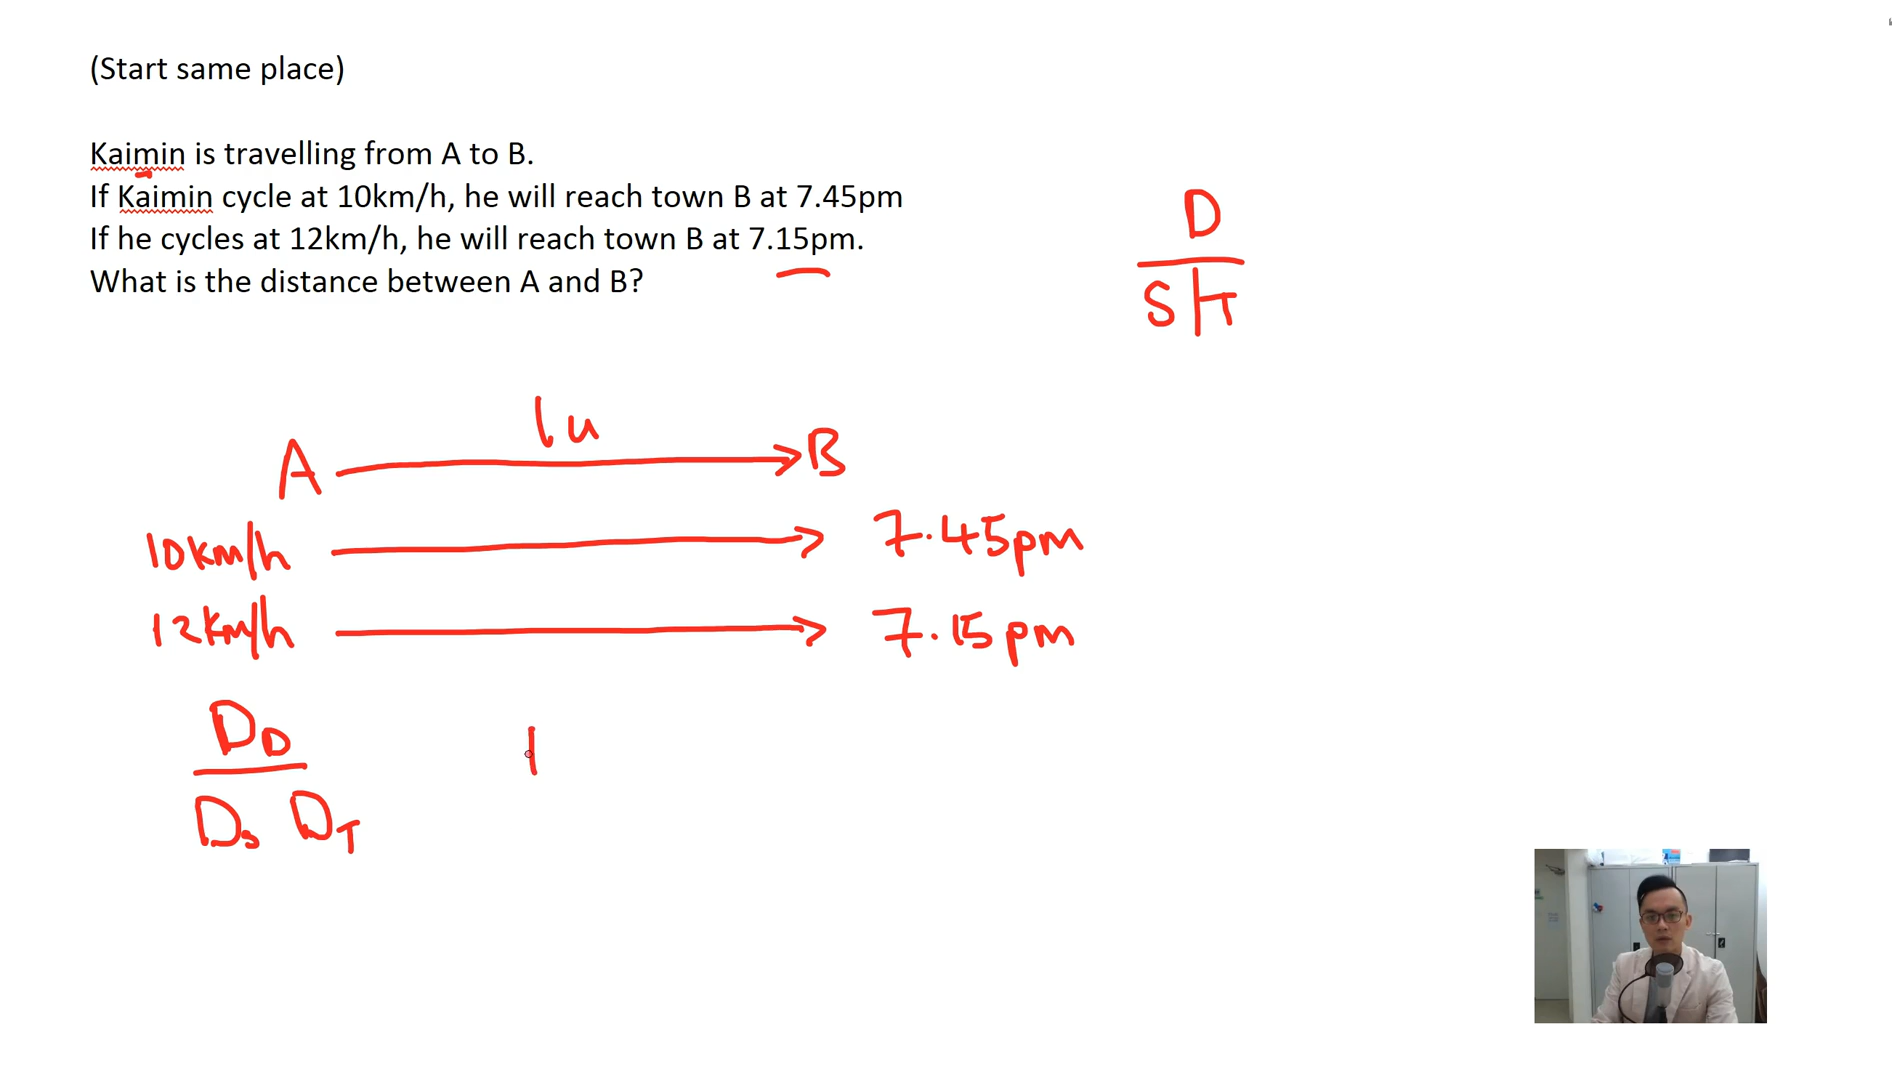 (Start same place)
Kaimin is travelling from A to B.
If Kaimin cycle at 10km/h, he will reach town B at 7.45pm
If he cycles at 12km/h, he will reach town B at 7.15pm.
What is the distance between A and B?
D
S T
1u
A B
10km/h 7.45pm
12km/h 7.15pm
DD 1
Ds DT